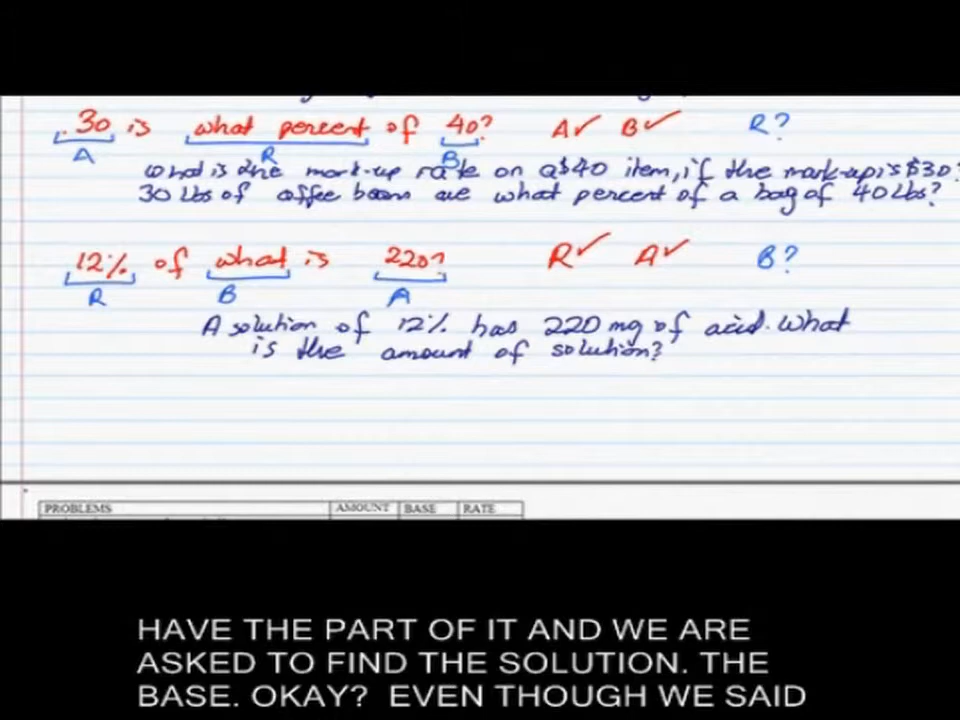 30 is what percent of 40? A✓ B✓ R?
A R B
What is the mark-up rate on a $40 item, if the mark-up is $30?
30 Lbs of coffee beans are what percent of a bag of 40 Lbs?
12% of what is 220? R✓ A✓ B?
R B A
A solution of 12% has 220 mg of acid. What
is the amount of solution?
PROBLEMS AMOUNT BASE RATE
HAVE THE PART OF IT AND WE ARE
ASKED TO FIND THE SOLUTION. THE
BASE. OKAY? EVEN THOUGH WE SAID